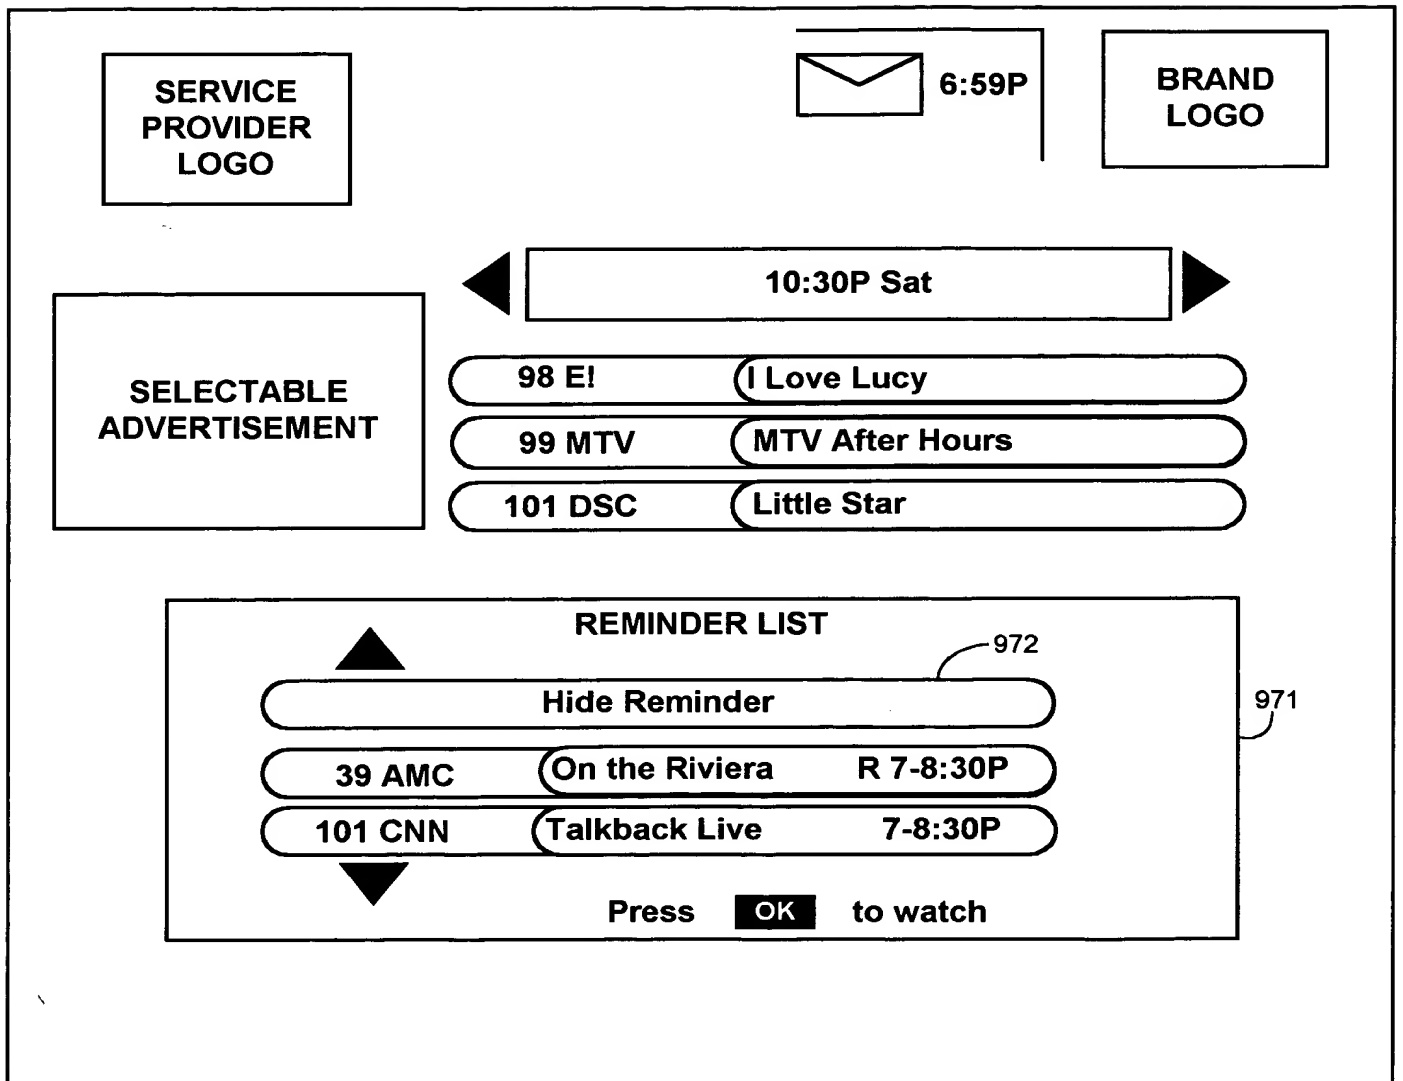 SERVICE
PROVIDER
LOGO
6:59P
BRAND
LOGO
10:30P Sat
SELECTABLE
ADVERTISEMENT
98 E! I Love Lucy
99 MTV MTV After Hours
101 DSC Little Star
REMINDER LIST
972
Hide Reminder
971
39 AMC On the Riviera R 7-8:30P
101 CNN Talkback Live 7-8:30P
Press OK to watch